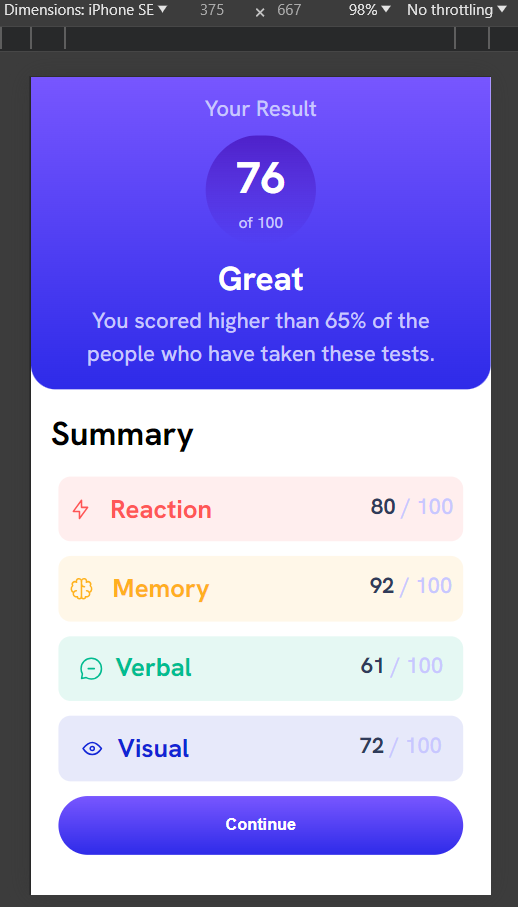 Dimensions: iPhone SE ▼ 375 × 667 98% ▼ No throttling ▼
Your Result
76
of 100
Great
You scored higher than 65% of the
people who have taken these tests.
Summary
Reaction 80 / 100
Memory 92 / 100
Verbal 61 / 100
Visual 72 / 100
Continue